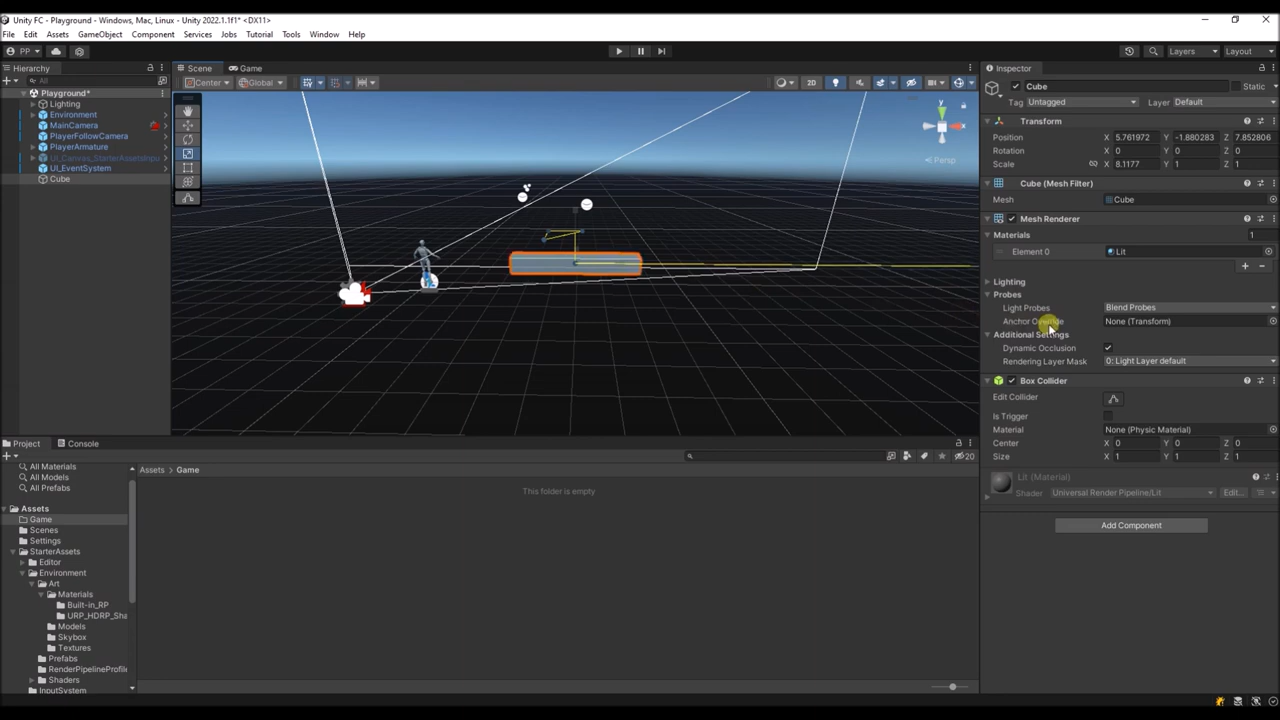 Unity FC - Playground - Windows, Mac, Linux - Unity 2022.1.1f1* <DX11>
File Edit Assets GameObject Component Services Jobs Tutorial Tools Window Help
PP Layers Layout
Hierarchy
All
Playground*
Lighting
Environment
MainCamera
PlayerFollowCamera
PlayerArmature
UI_Canvas_StarterAssetsInpu
UI_EventSystem
Cube
Scene Game
Center Global 2D
y
Persp
Inspector
Cube Static
Tag Untagged Layer Default
Transform
Position X 5.761972 Y -1.880283 Z 7.852806
Rotation X 0 Y 0 Z 0
Scale X 8.1177 Y 1 Z 1
Cube (Mesh Filter)
Mesh Cube
Mesh Renderer
Materials 1
Element 0 Lit
Lighting
Probes
Light Probes Blend Probes
Anchor Override None (Transform)
Additional Settings
Dynamic Occlusion
Rendering Layer Mask 0: Light Layer default
Box Collider
Edit Collider
Is Trigger
Material None (Physic Material)
Center X 0 Y 0 Z 0
Size X 1 Y 1 Z 1
Lit (Material)
Shader Universal Render Pipeline/Lit Edit...
Add Component
Project Console
20
All Materials
All Models
All Prefabs
Assets
Game
Scenes
Settings
StarterAssets
Editor
Environment
Art
Materials
Built-in_RP
URP_HDRP_Sha
Models
Skybox
Textures
Prefabs
RenderPipelineProfile
Shaders
InputSystem
Assets > Game
This folder is empty